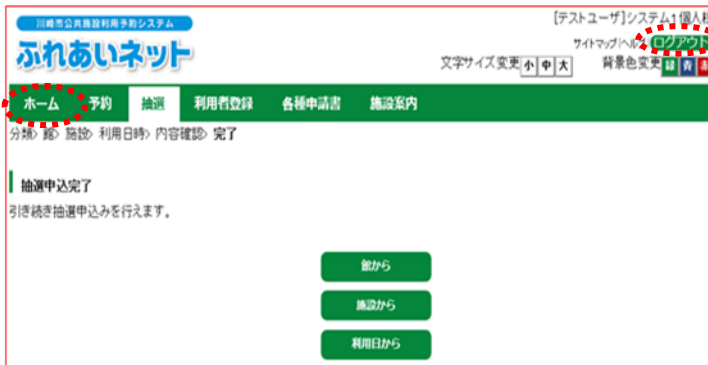 [テストユーザ]システム1個人様
川崎市公共施設利用予約システム
ふれあいネット
サイトマップ ヘルプ ログアウト
文字サイズ変更 小 中 大 背景色変更 緑 青 赤
ホーム 予約 抽選 利用者登録 各種申請書 施設案内
分類> 館> 施設> 利用日時> 内容確認> 完了
抽選申込完了
引き続き抽選申込みを行えます。
館から
施設から
利用日から